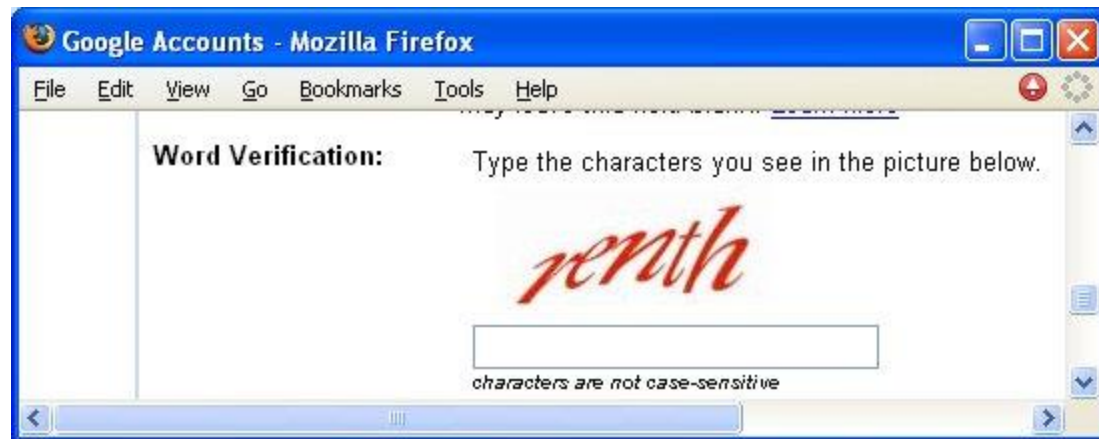 Google Accounts - Mozilla Firefox
File Edit View Go Bookmarks Tools Help
Word Verification: Type the characters you see in the picture below.
renth
characters are not case-sensitive